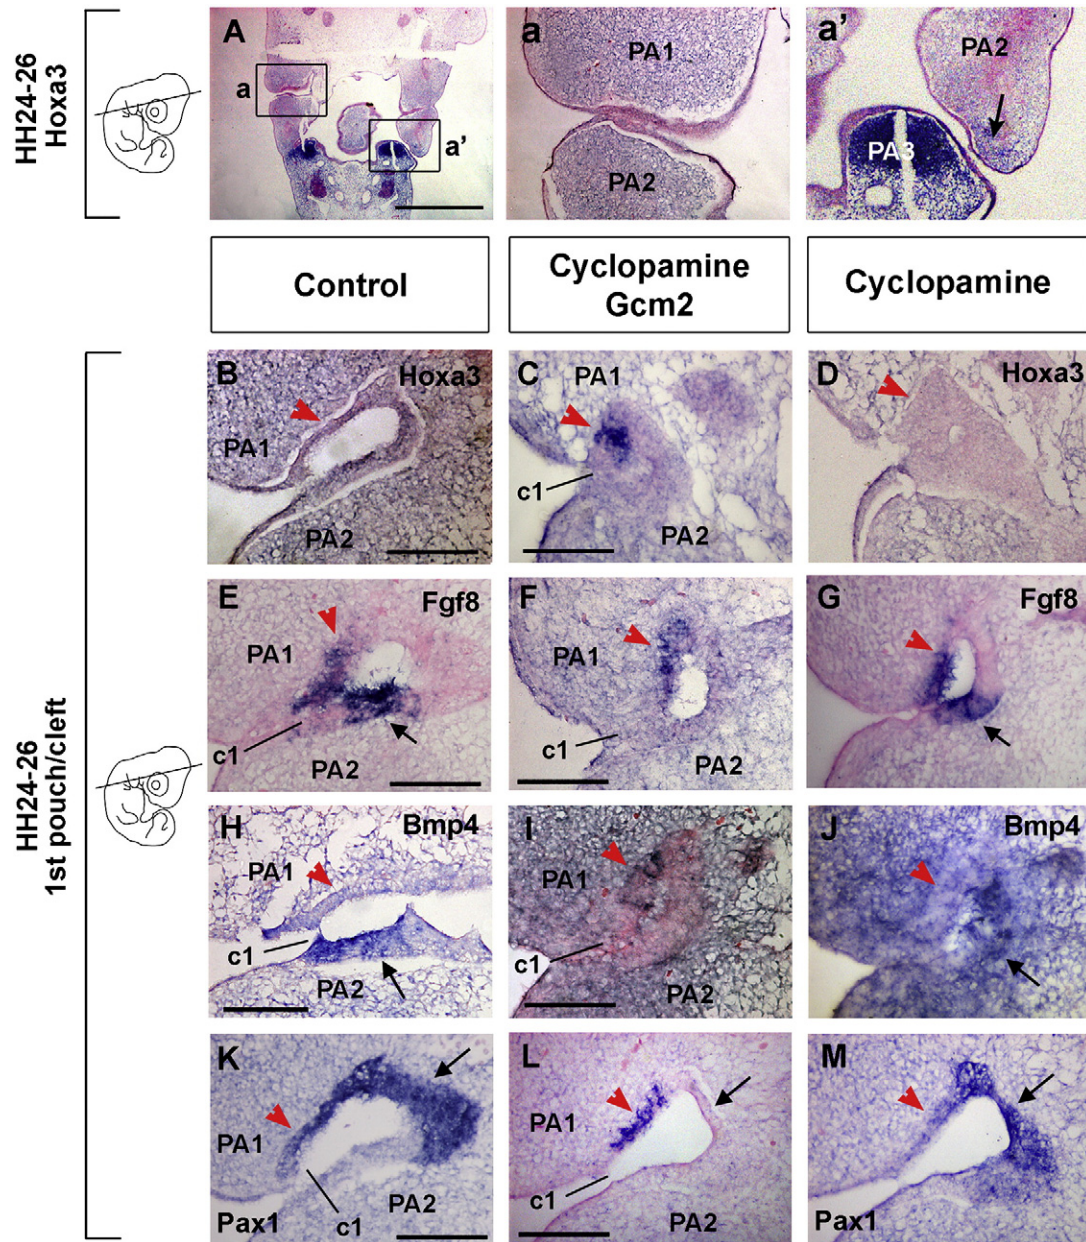 HH24-26
Hoxa3
A
a
a'
a
PA1
PA2
a'
PA2
PA3
Control
Cyclopamine
Gcm2
Cyclopamine
HH24-26
1st pouch/cleft
B
Hoxa3
PA1
PA2
C
PA1
c1
PA2
D
Hoxa3
E
Fgf8
PA1
c1
PA2
F
PA1
c1
PA2
G
Fgf8
H
Bmp4
PA1
c1
PA2
I
PA1
c1
PA2
J
Bmp4
K
PA1
PA2
Pax1
c1
L
PA1
c1
PA2
M
Pax1